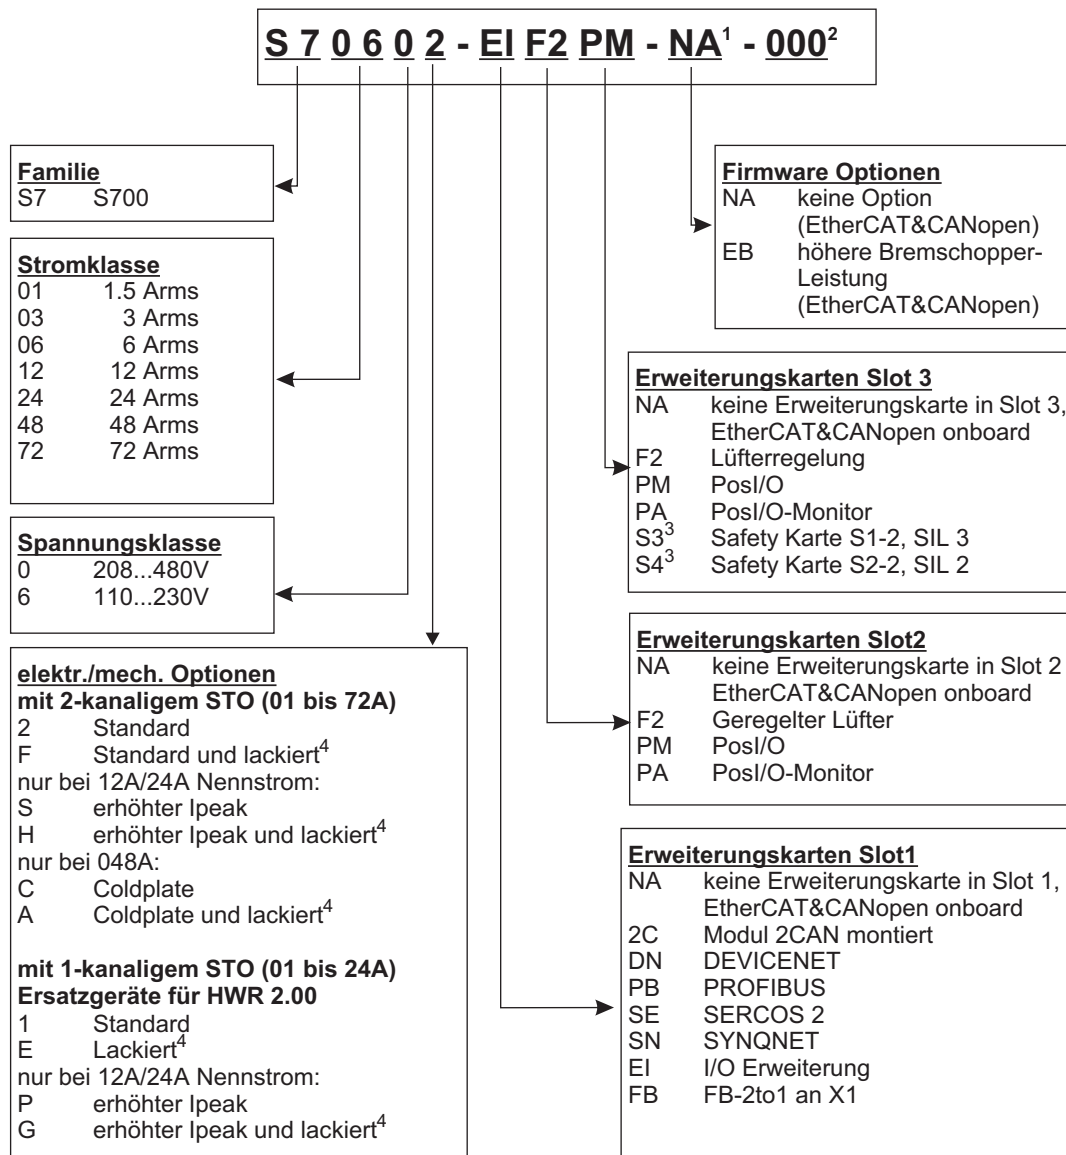 S 7 0 6 0 2 - EI F2 PM - NA¹ - 000²
Familie
S7 S700
Stromklasse
01 1.5 Arms
03 3 Arms
06 6 Arms
12 12 Arms
24 24 Arms
48 48 Arms
72 72 Arms
Spannungsklasse
0 208...480V
6 110...230V
elektr./mech. Optionen
mit 2-kanaligem STO (01 bis 72A)
2 Standard
F Standard und lackiert⁴
nur bei 12A/24A Nennstrom:
S erhöhter Ipeak
H erhöhter Ipeak und lackiert⁴
nur bei 048A:
C Coldplate
A Coldplate und lackiert⁴
mit 1-kanaligem STO (01 bis 24A)
Ersatzgeräte für HWR 2.00
1 Standard
E Lackiert⁴
nur bei 12A/24A Nennstrom:
P erhöhter Ipeak
G erhöhter Ipeak und lackiert⁴
Firmware Optionen
NA keine Option
(EtherCAT&CANopen)
EB höhere Bremschopper-
Leistung
(EtherCAT&CANopen)
Erweiterungskarten Slot 3
NA keine Erweiterungskarte in Slot 3,
EtherCAT&CANopen onboard
F2 Lüfterregelung
PM PosI/O
PA PosI/O-Monitor
S3³ Safety Karte S1-2, SIL 3
S4³ Safety Karte S2-2, SIL 2
Erweiterungskarten Slot2
NA keine Erweiterungskarte in Slot 2
EtherCAT&CANopen onboard
F2 Geregelter Lüfter
PM PosI/O
PA PosI/O-Monitor
Erweiterungskarten Slot1
NA keine Erweiterungskarte in Slot 1,
EtherCAT&CANopen onboard
2C Modul 2CAN montiert
DN DEVICENET
PB PROFIBUS
SE SERCOS 2
SN SYNQNET
EI I/O Erweiterung
FB FB-2to1 an X1